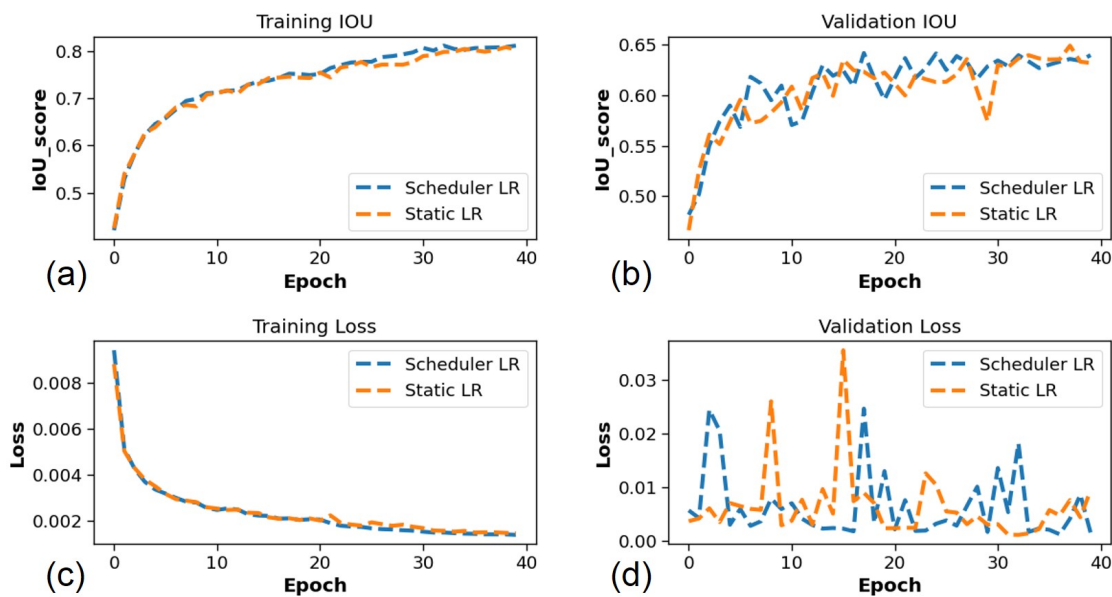 Training IOU
IoU_score
0.8
0.7
0.6
0.5
Scheduler LR
Static LR
0 10 20 30 40
Epoch
(a)
Validation IOU
IoU_score
0.65
0.60
0.55
0.50
Scheduler LR
Static LR
0 10 20 30 40
Epoch
(b)
Training Loss
Loss
0.008
0.006
0.004
0.002
Scheduler LR
Static LR
0 10 20 30 40
Epoch
(c)
Validation Loss
Loss
0.03
0.02
0.01
0.00
Scheduler LR
Static LR
0 10 20 30 40
Epoch
(d)